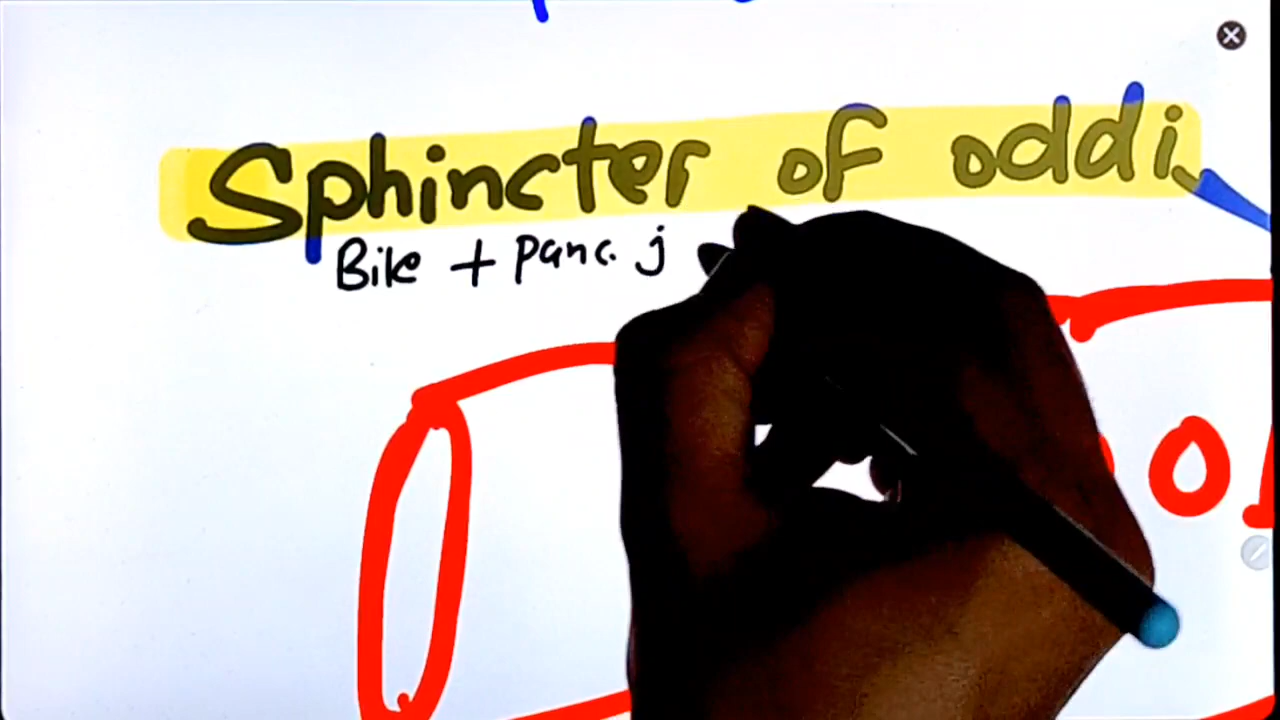 Sphincter of oddi
Bile + panc. j